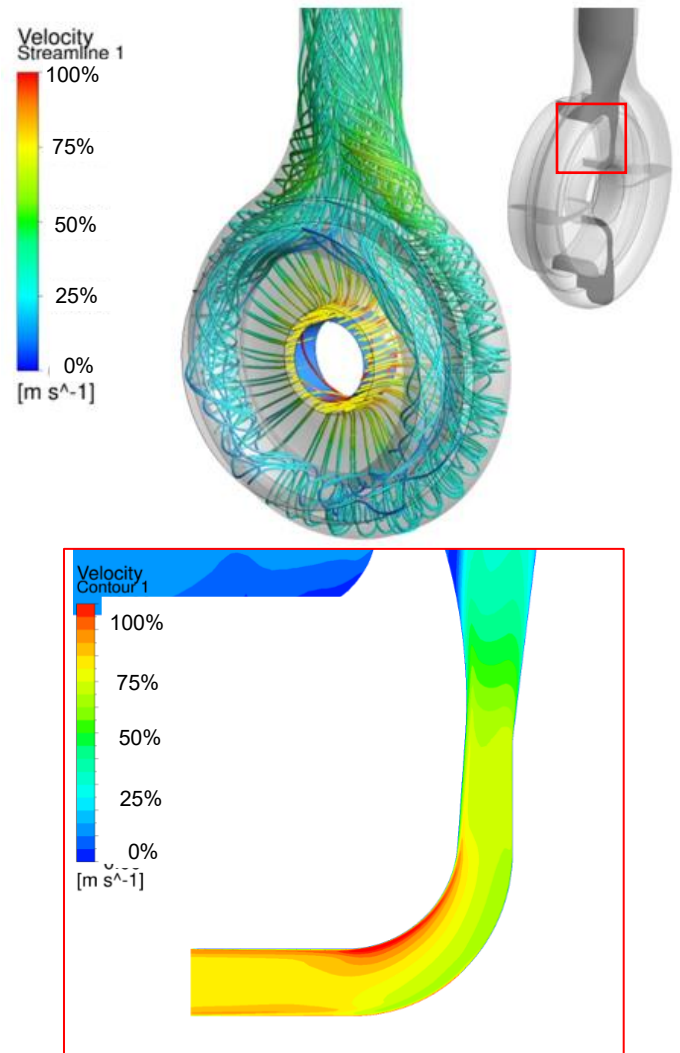 Velocity
Streamline 1
100%
75%
50%
25%
0%
[m s^-1]
Velocity
Contour 1
100%
75%
50%
25%
0%
[m s^-1]